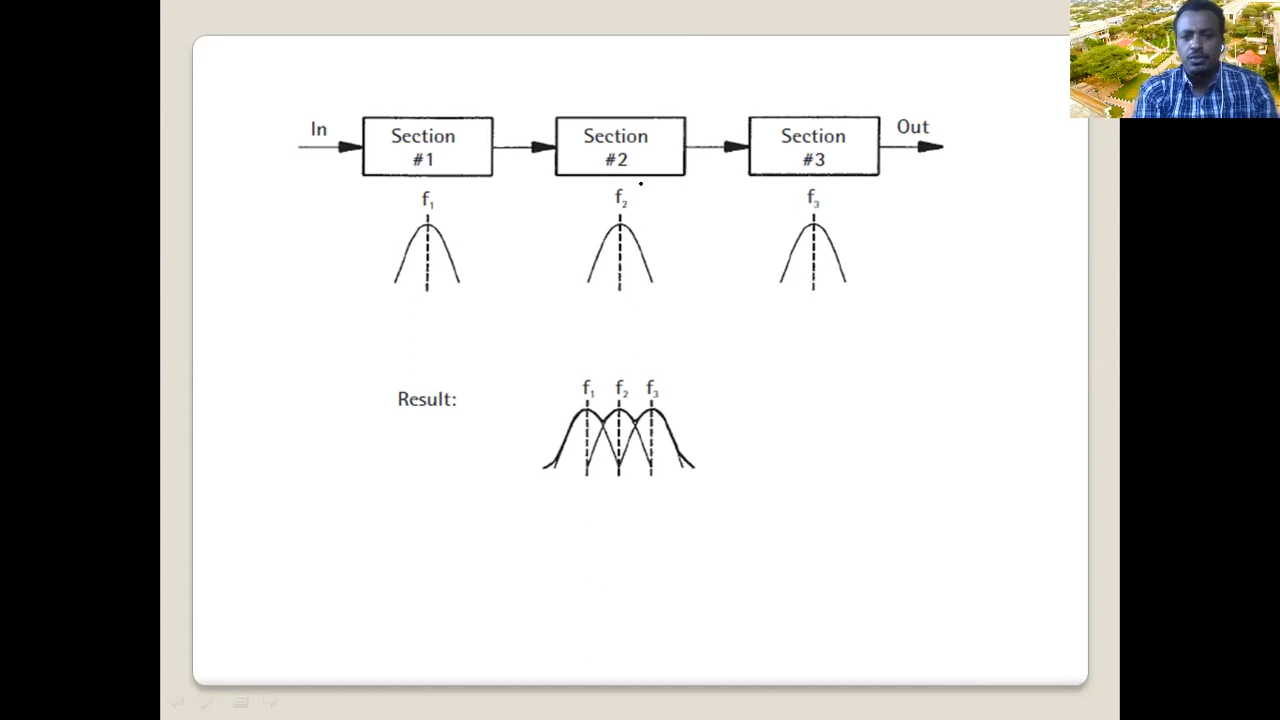 In
Section
#1
Section
#2
Section
#3
Out
f₁
f₂
f₃
Result:
f₁ f₂ f₃